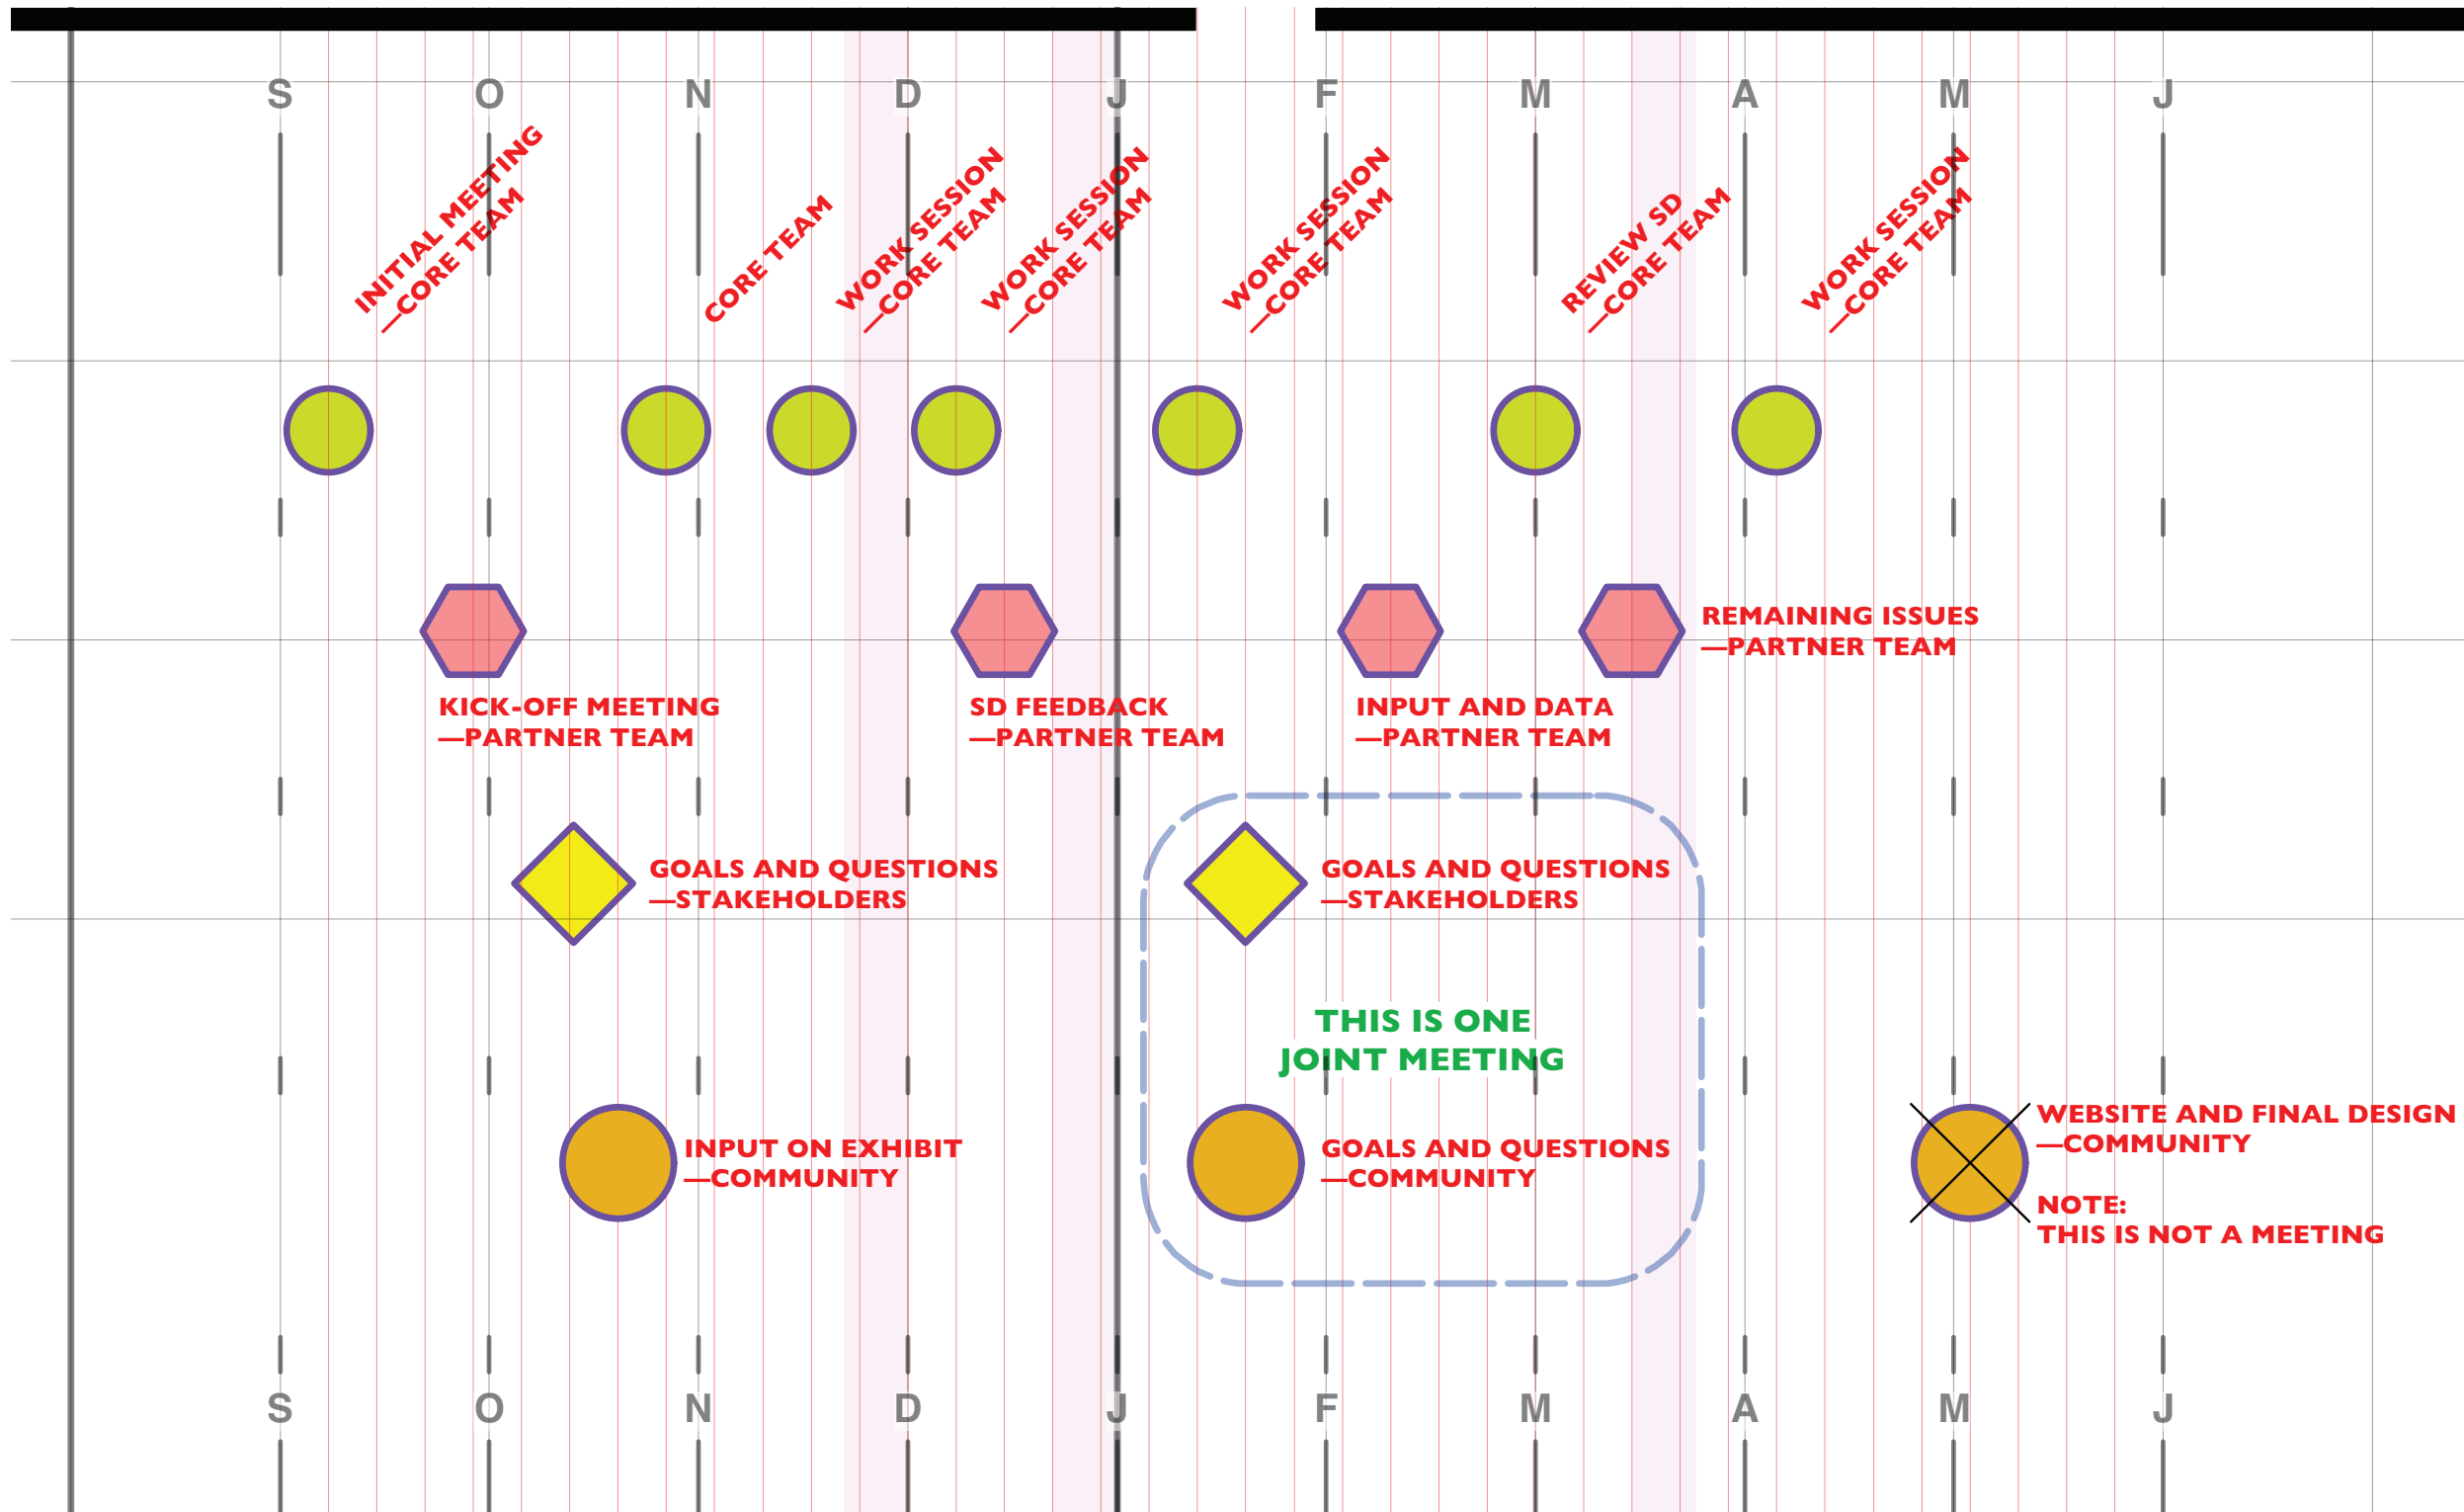 S O N D J F M A M J
INITIAL MEETING
—CORE TEAM
CORE TEAM
WORK SESSION
—CORE TEAM
WORK SESSION
—CORE TEAM
WORK SESSION
—CORE TEAM
REVIEW SD
—CORE TEAM
WORK SESSION
—CORE TEAM
REMAINING ISSUES
—PARTNER TEAM
KICK-OFF MEETING
—PARTNER TEAM
SD FEEDBACK
—PARTNER TEAM
INPUT AND DATA
—PARTNER TEAM
GOALS AND QUESTIONS
—STAKEHOLDERS
GOALS AND QUESTIONS
—STAKEHOLDERS
THIS IS ONE
JOINT MEETING
INPUT ON EXHIBIT
—COMMUNITY
GOALS AND QUESTIONS
—COMMUNITY
WEBSITE AND FINAL DESIGN
—COMMUNITY
NOTE:
THIS IS NOT A MEETING
S O N D J F M A M J